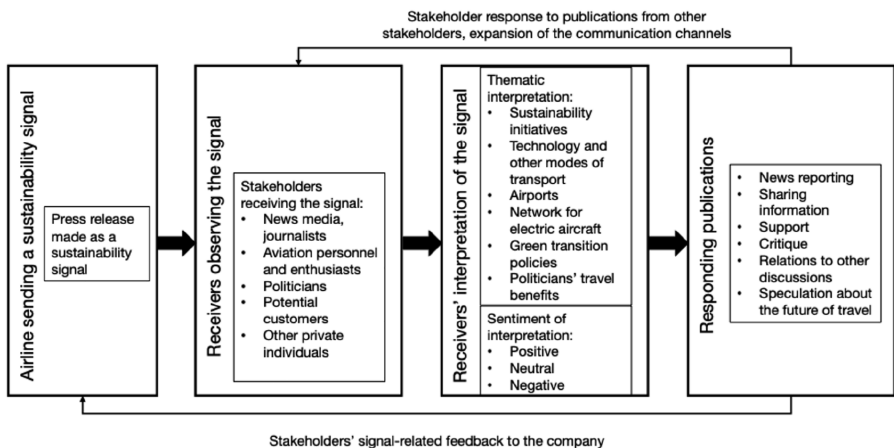 Stakeholder response to publications from other
stakeholders, expansion of the communication channels
Airline sending a sustainability signal
Press release
made as a
sustainability
signal
Receivers observing the signal
Stakeholders
receiving the signal:
• News media,
journalists
• Aviation personnel
and enthusiasts
• Politicians
• Potential
customers
• Other private
individuals
Receivers' interpretation of the signal
Thematic
interpretation:
• Sustainability
initiatives
• Technology and
other modes of
transport
• Airports
• Network for
electric aircraft
• Green transition
policies
• Politicians' travel
benefits
Sentiment of
interpretation:
• Positive
• Neutral
• Negative
Responding publications
• News reporting
• Sharing
information
• Support
• Critique
• Relations to other
discussions
• Speculation about
the future of travel
Stakeholders' signal-related feedback to the company